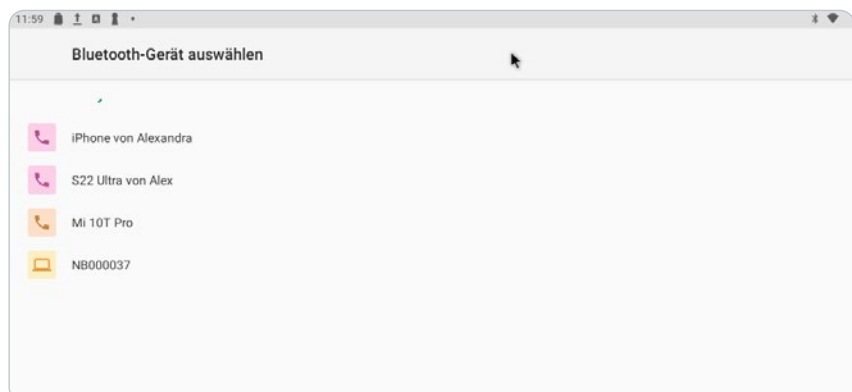 11:59
Bluetooth-Gerät auswählen
iPhone von Alexandra
S22 Ultra von Alex
Mi 10T Pro
NB000037